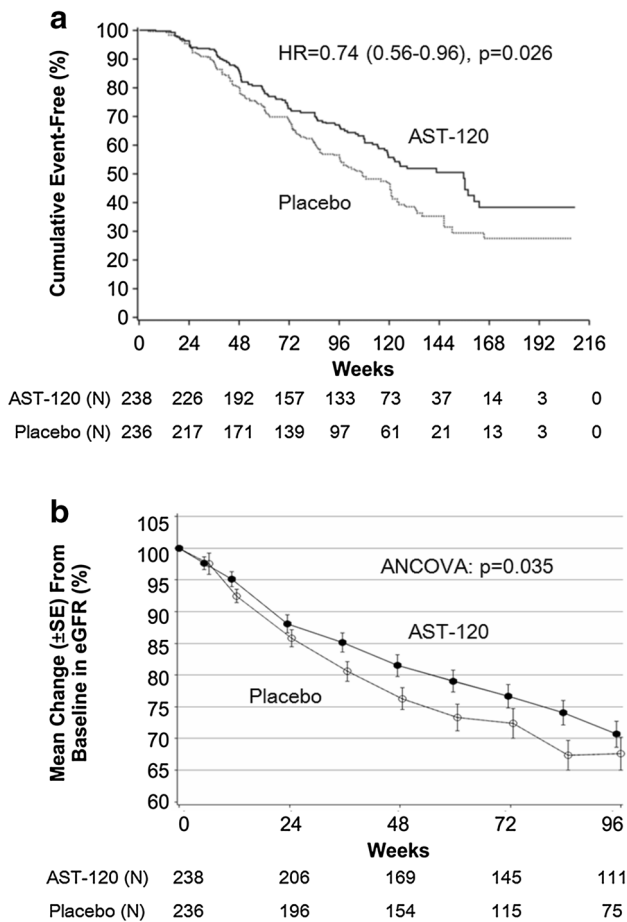 a
Cumulative Event-Free (%)
100
90
80
70
60
50
40
30
20
10
0
HR=0.74 (0.56-0.96), p=0.026
AST-120
Placebo
0 24 48 72 96 120 144 168 192 216
Weeks
AST-120 (N) 238 226 192 157 133 73 37 14 3 0
Placebo (N) 236 217 171 139 97 61 21 13 3 0
b
Mean Change (±SE) From
Baseline in eGFR (%)
105
100
95
90
85
80
75
70
65
60
ANCOVA: p=0.035
AST-120
Placebo
0 24 48 72 96
Weeks
AST-120 (N) 238 206 169 145 111
Placebo (N) 236 196 154 115 75